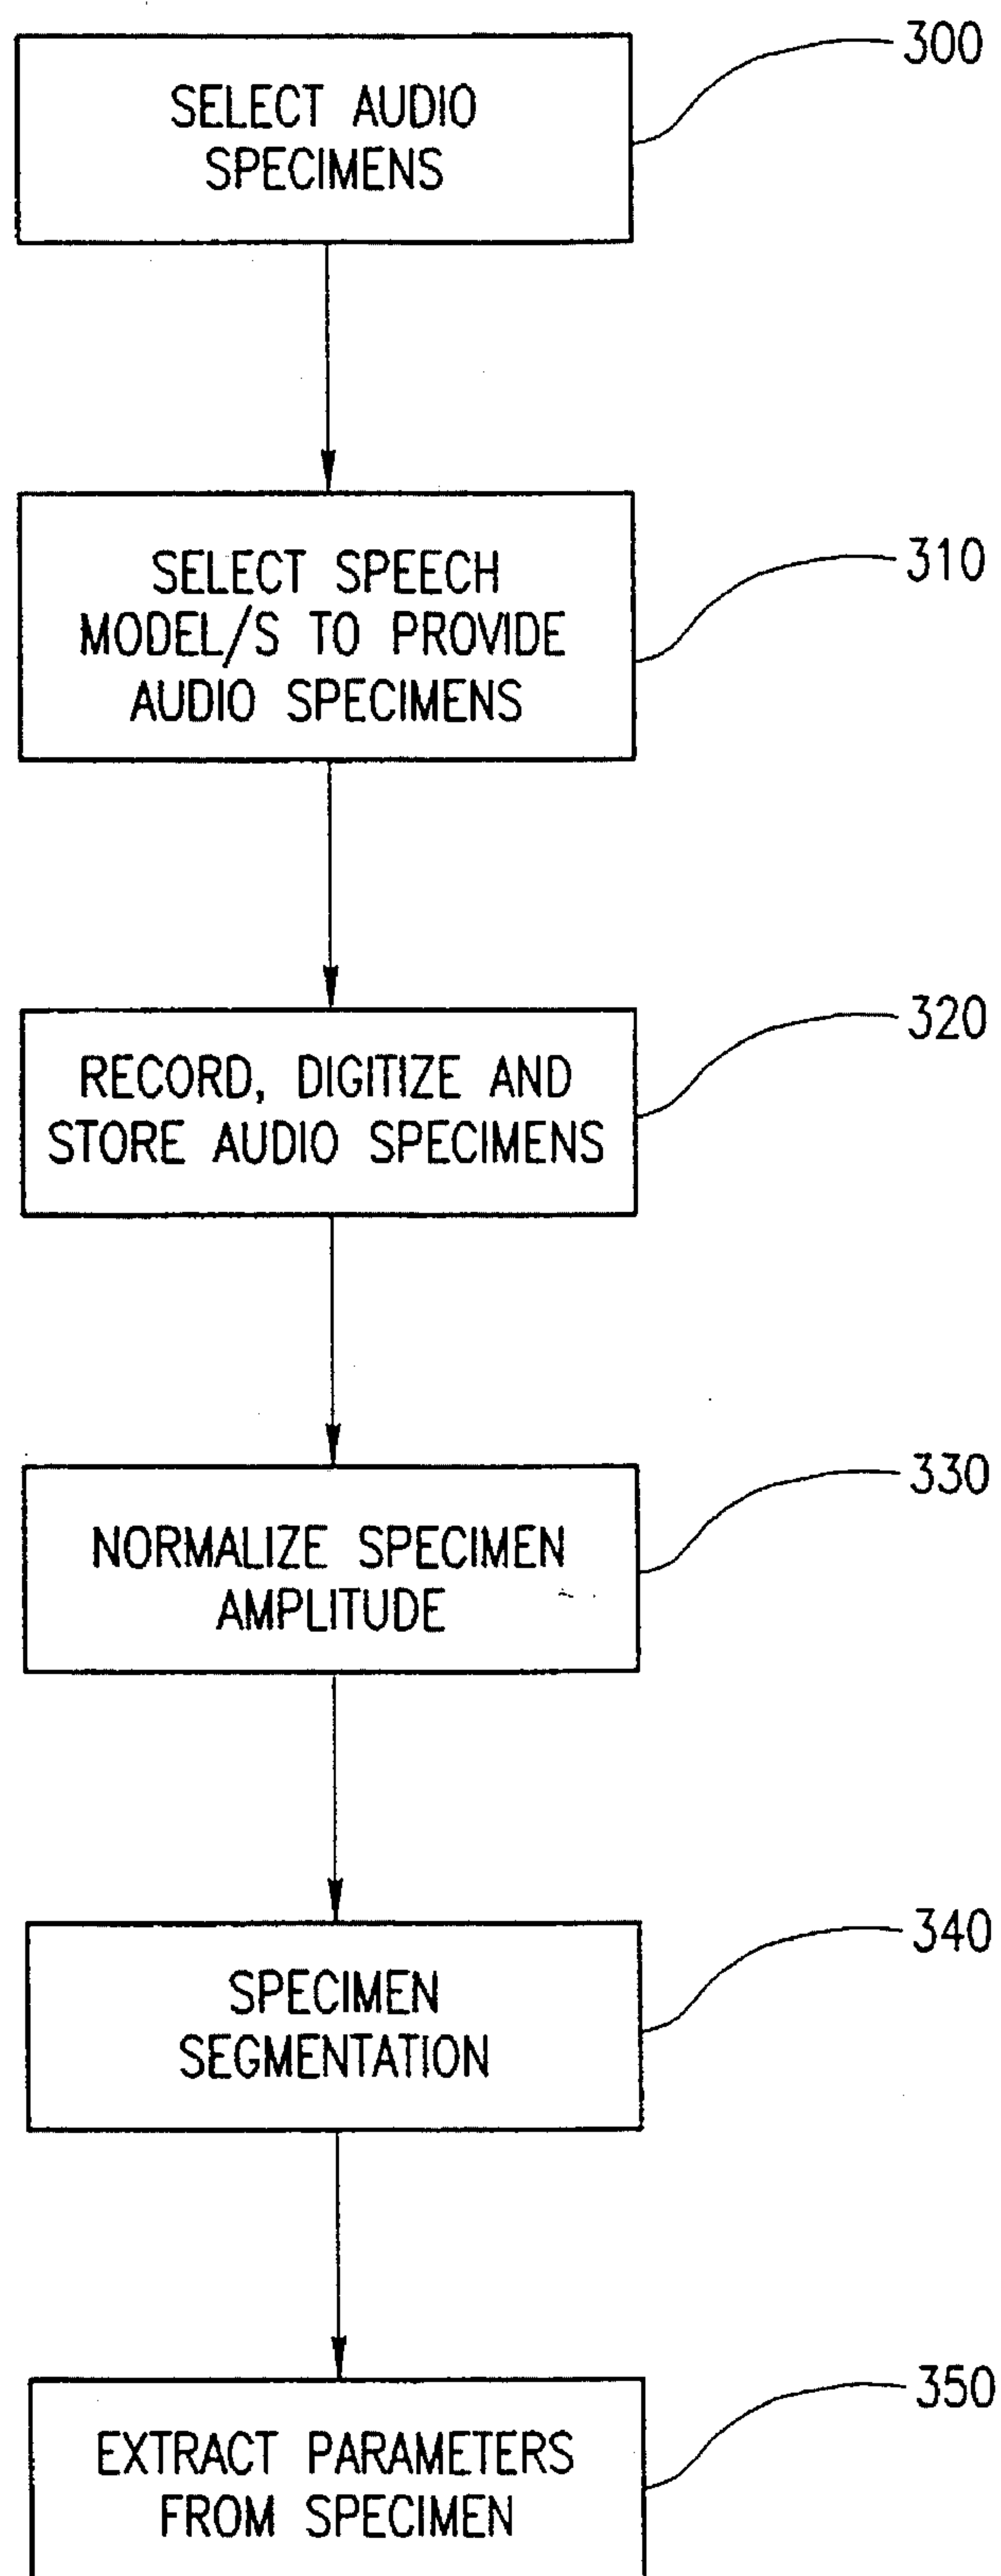 SELECT AUDIO
SPECIMENS
300
SELECT SPEECH
MODEL/S TO PROVIDE
AUDIO SPECIMENS
310
RECORD, DIGITIZE AND
STORE AUDIO SPECIMENS
320
NORMALIZE SPECIMEN
AMPLITUDE
330
SPECIMEN
SEGMENTATION
340
EXTRACT PARAMETERS
FROM SPECIMEN
350